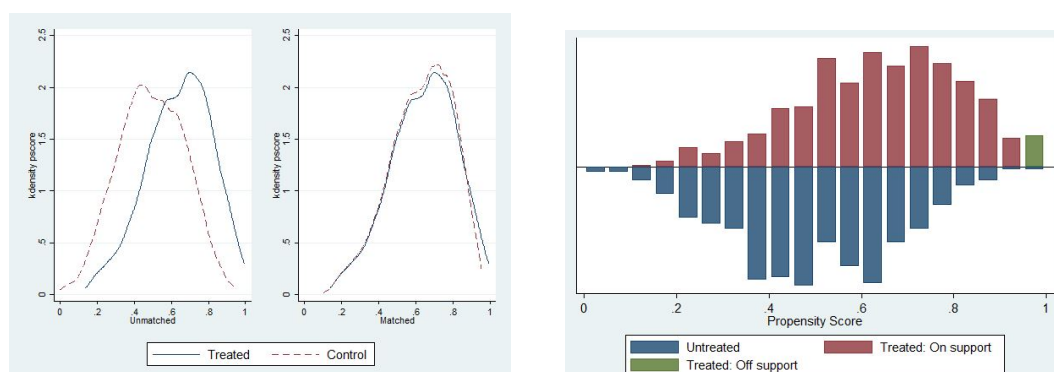 kdensity pscore
0 .5 1 1.5 2 2.5
0 .2 .4 .6 .8 1
Unmatched
kdensity pscore
0 .5 1 1.5 2 2.5
0 .2 .4 .6 .8 1
Matched
Treated Control
0 .2 .4 .6 .8 1
Propensity Score
Untreated Treated: On support
Treated: Off support